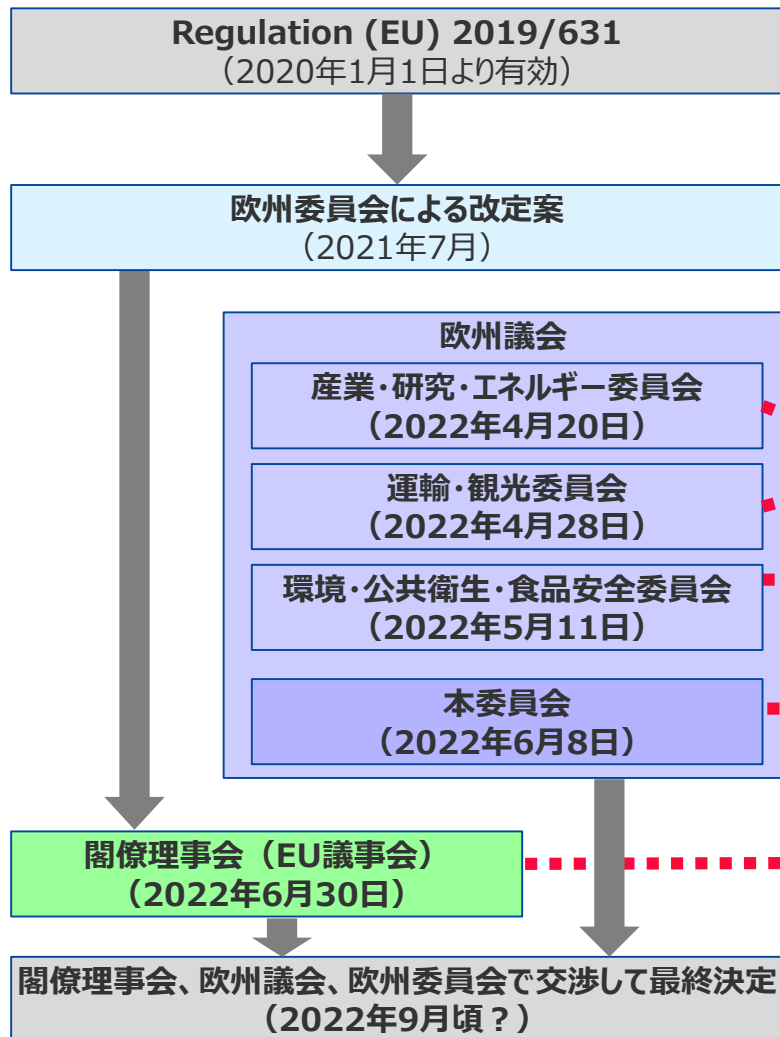 Regulation (EU) 2019/631
（2020年1月1日より有効）
欧州委員会による改定案
（2021年7月）
欧州議会
産業・研究・エネルギー委員会
（2022年4月20日）
運輸・観光委員会
（2022年4月28日）
環境・公共衛生・食品安全委員会
（2022年5月11日）
本委員会
（2022年6月8日）
閣僚理事会（EU議事会）
（2022年6月30日）
閣僚理事会、欧州議会、欧州委員会で交渉して最終決定
（2022年9月頃？）